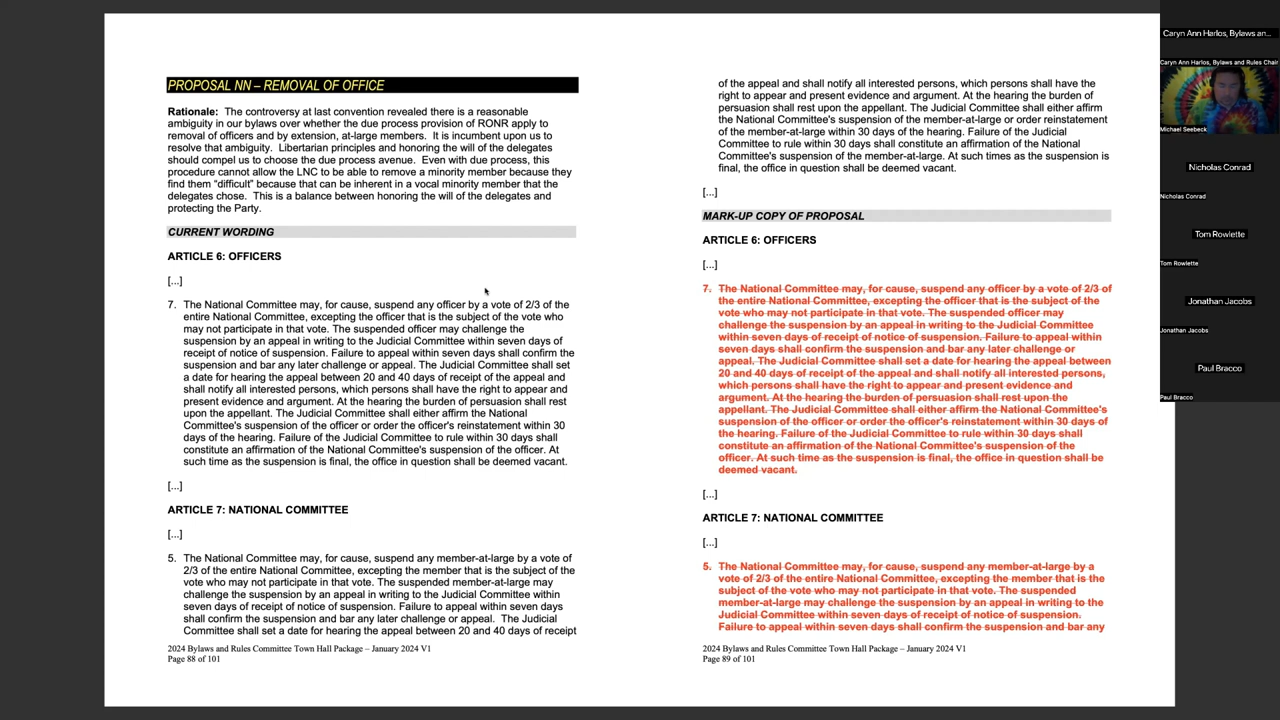 PROPOSAL NN – REMOVAL OF OFFICE
Rationale: The controversy at last convention revealed there is a reasonable
ambiguity in our bylaws over whether the due process provision of RONR apply to
removal of officers and by extension, at-large members. It is incumbent upon us to
resolve that ambiguity. Libertarian principles and honoring the will of the delegates
should compel us to choose the due process avenue. Even with due process, this
procedure cannot allow the LNC to be able to remove a minority member because they
find them “difficult” because that can be inherent in a vocal minority member that the
delegates chose. This is a balance between honoring the will of the delegates and
protecting the Party.
CURRENT WORDING
ARTICLE 6: OFFICERS
[...]
7. The National Committee may, for cause, suspend any officer by a vote of 2/3 of the
entire National Committee, excepting the officer that is the subject of the vote who
may not participate in that vote. The suspended officer may challenge the
suspension by an appeal in writing to the Judicial Committee within seven days of
receipt of notice of suspension. Failure to appeal within seven days shall confirm the
suspension and bar any later challenge or appeal. The Judicial Committee shall set
a date for hearing the appeal between 20 and 40 days of receipt of the appeal and
shall notify all interested persons, which persons shall have the right to appear and
present evidence and argument. At the hearing the burden of persuasion shall rest
upon the appellant. The Judicial Committee shall either affirm the National
Committee's suspension of the officer or order the officer's reinstatement within 30
days of the hearing. Failure of the Judicial Committee to rule within 30 days shall
constitute an affirmation of the National Committee's suspension of the officer. At
such time as the suspension is final, the office in question shall be deemed vacant.
[...]
ARTICLE 7: NATIONAL COMMITTEE
[...]
5. The National Committee may, for cause, suspend any member-at-large by a vote of
2/3 of the entire National Committee, excepting the member that is the subject of the
vote who may not participate in that vote. The suspended member-at-large may
challenge the suspension by an appeal in writing to the Judicial Committee within
seven days of receipt of notice of suspension. Failure to appeal within seven days
shall confirm the suspension and bar any later challenge or appeal. The Judicial
Committee shall set a date for hearing the appeal between 20 and 40 days of receipt
2024 Bylaws and Rules Committee Town Hall Package – January 2024 V1
Page 88 of 101
of the appeal and shall notify all interested persons, which persons shall have the
right to appear and present evidence and argument. At the hearing the burden of
persuasion shall rest upon the appellant. The Judicial Committee shall either affirm
the National Committee's suspension of the member-at-large or order reinstatement
of the member-at-large within 30 days of the hearing. Failure of the Judicial
Committee to rule within 30 days shall constitute an affirmation of the National
Committee's suspension of the member-at-large. At such times as the suspension is
final, the office in question shall be deemed vacant.
[...]
MARK-UP COPY OF PROPOSAL
ARTICLE 6: OFFICERS
[...]
7. The National Committee may, for cause, suspend any officer by a vote of 2/3 of
the entire National Committee, excepting the officer that is the subject of the
vote who may not participate in that vote. The suspended officer may
challenge the suspension by an appeal in writing to the Judicial Committee
within seven days of receipt of notice of suspension. Failure to appeal within
seven days shall confirm the suspension and bar any later challenge or
appeal. The Judicial Committee shall set a date for hearing the appeal between
20 and 40 days of receipt of the appeal and shall notify all interested persons,
which persons shall have the right to appear and present evidence and
argument. At the hearing the burden of persuasion shall rest upon the
appellant. The Judicial Committee shall either affirm the National Committee's
suspension of the officer or order the officer's reinstatement within 30 days of
the hearing. Failure of the Judicial Committee to rule within 30 days shall
constitute an affirmation of the National Committee's suspension of the
officer. At such time as the suspension is final, the office in question shall be
deemed vacant.
[...]
ARTICLE 7: NATIONAL COMMITTEE
[...]
5. The National Committee may, for cause, suspend any member-at-large by a
vote of 2/3 of the entire National Committee, excepting the member that is the
subject of the vote who may not participate in that vote. The suspended
member-at-large may challenge the suspension by an appeal in writing to the
Judicial Committee within seven days of receipt of notice of suspension.
Failure to appeal within seven days shall confirm the suspension and bar any
2024 Bylaws and Rules Committee Town Hall Package – January 2024 V1
Page 89 of 101
Caryn Ann Harlos, Bylaws an...
Caryn Ann Harlos, Bylaws and Rules Chair
Michael Seebeck
Nicholas Conrad
Nicholas Conrad
Tom Rowlette
Tom Rowlette
Jonathan Jacobs
Jonathan Jacobs
Paul Bracco
Paul Bracco